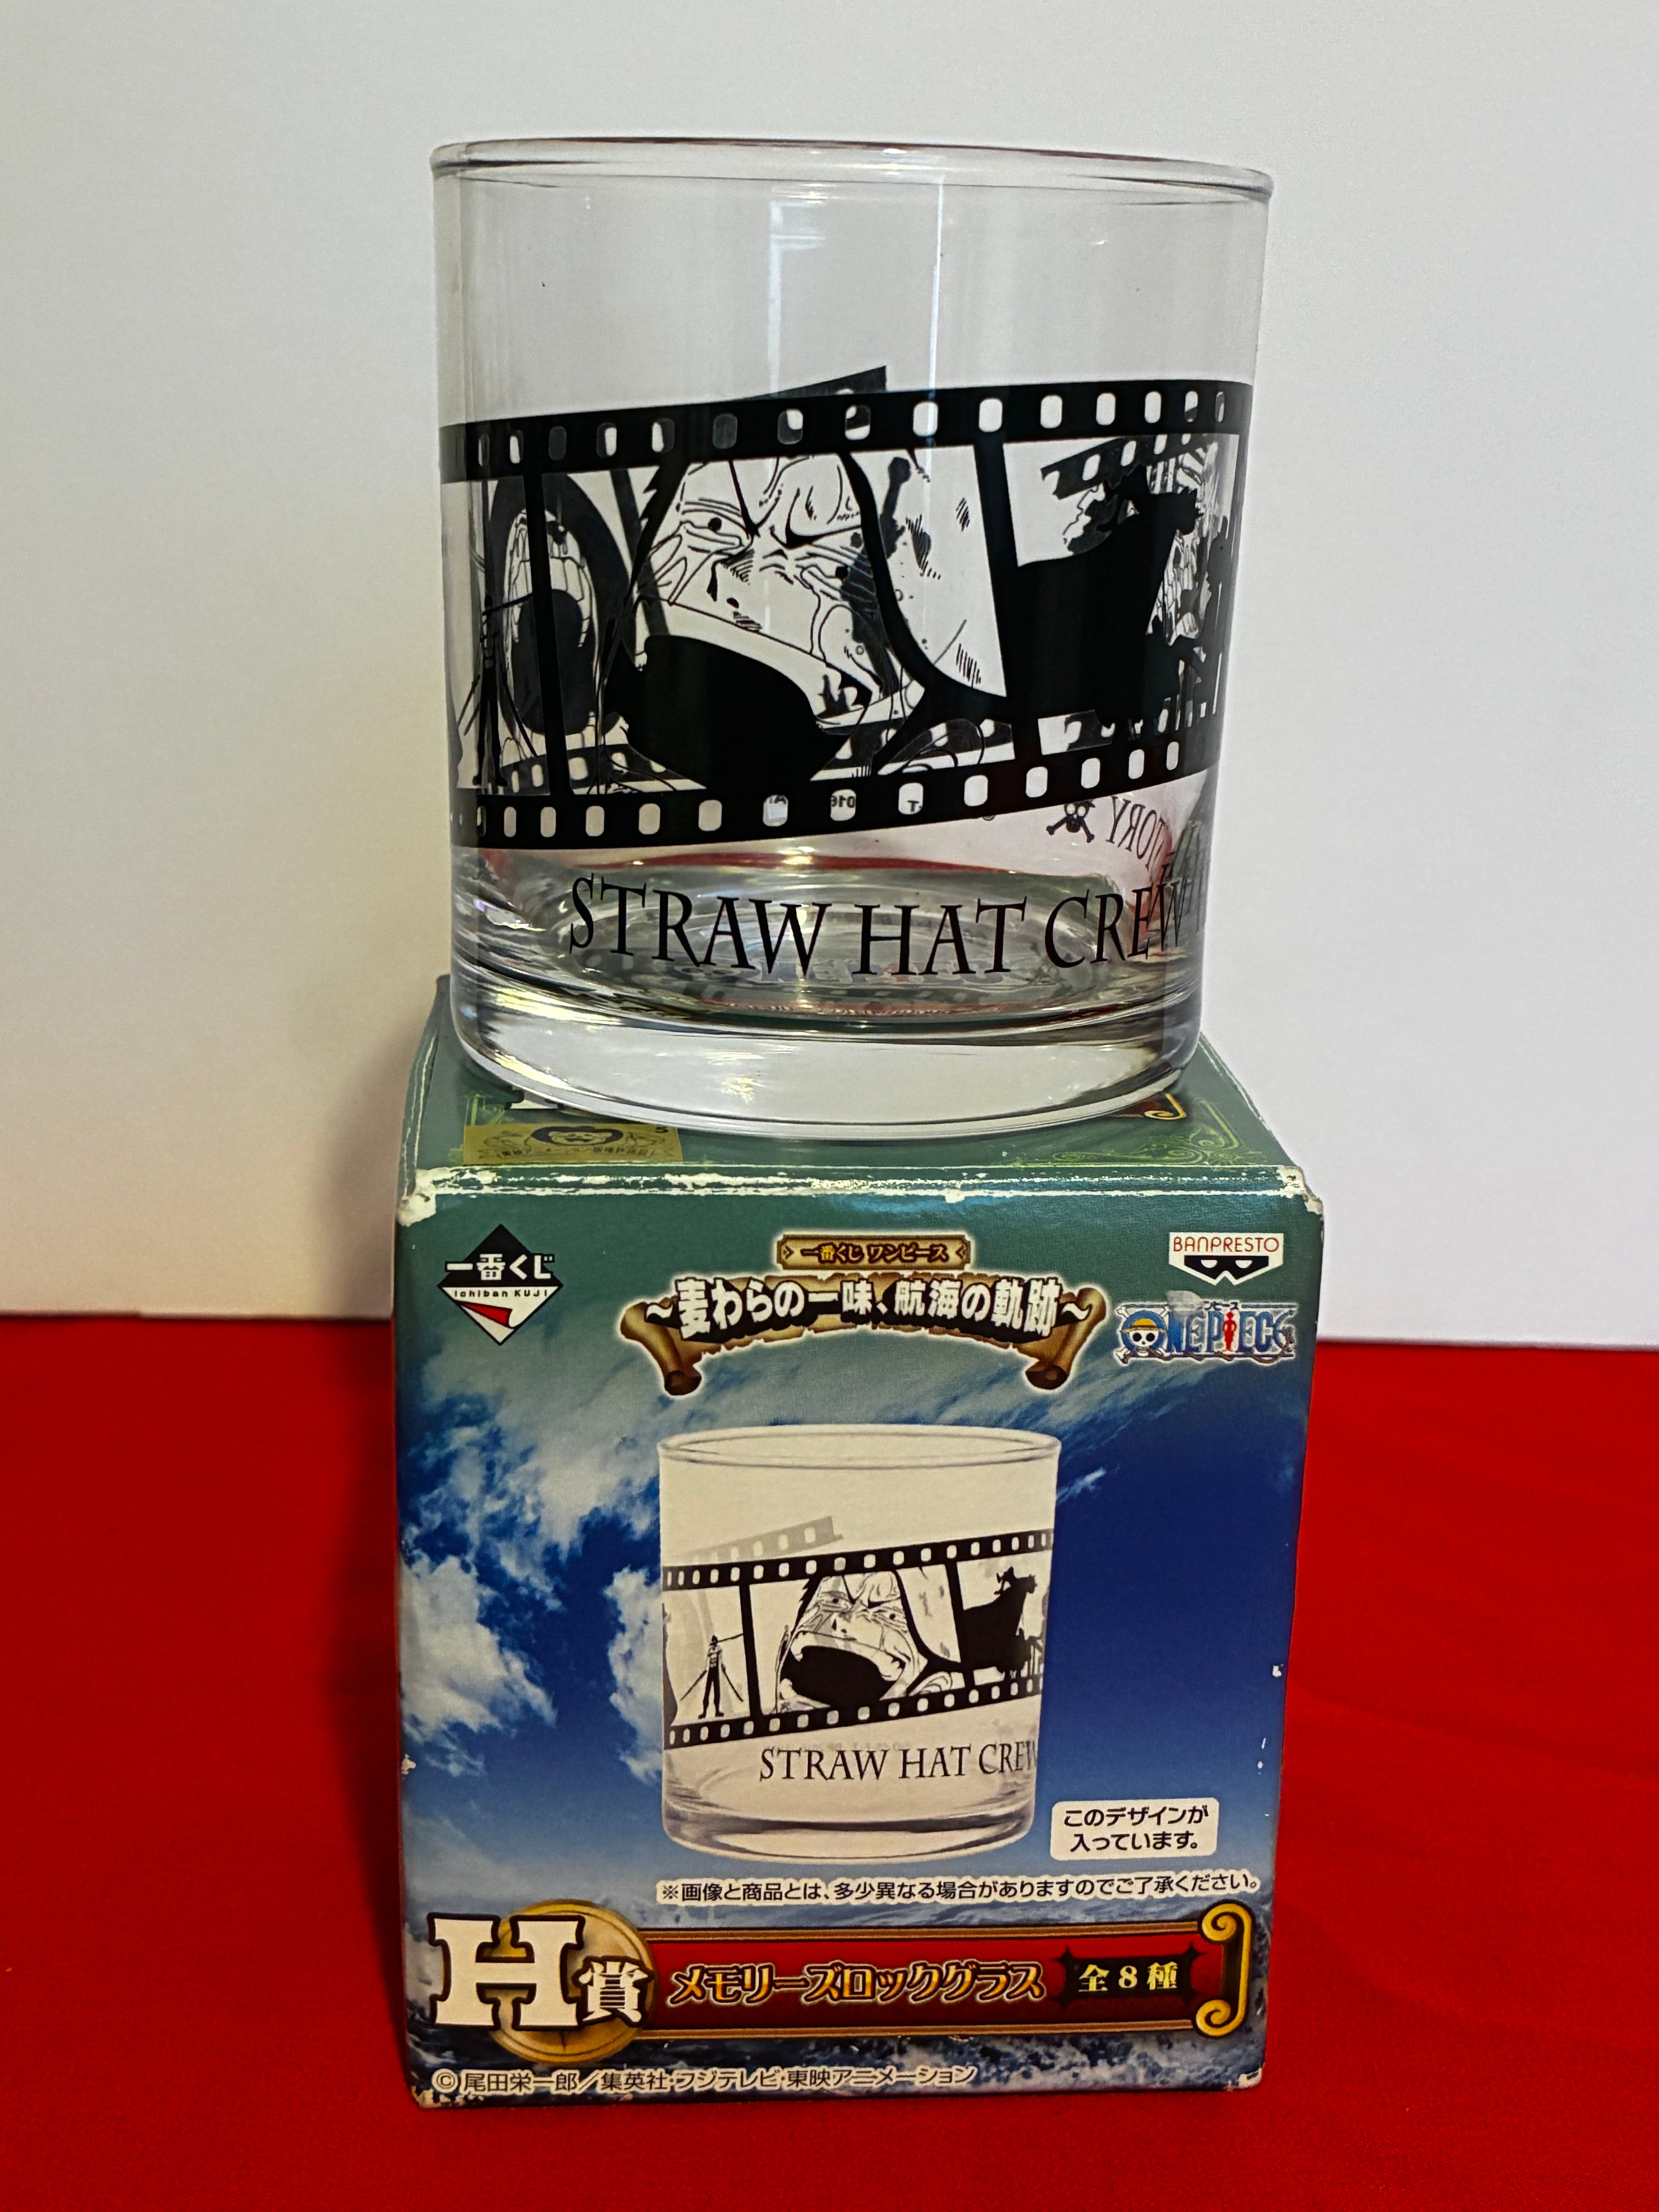 STORY
STRAW HAT CREW
一番くじ
Ichiban KUJI
一番くじ ワンピース
～麦わらの一味、航海の軌跡～
BANPRESTO
ワンピース
ONE PIECE
STRAW HAT CREW
このデザインが
入っています。
※画像と商品とは、多少異なる場合がありますのでご了承ください。
H賞
メモリーズロックグラス
全8種
© 尾田栄一郎／集英社・フジテレビ・東映アニメーション